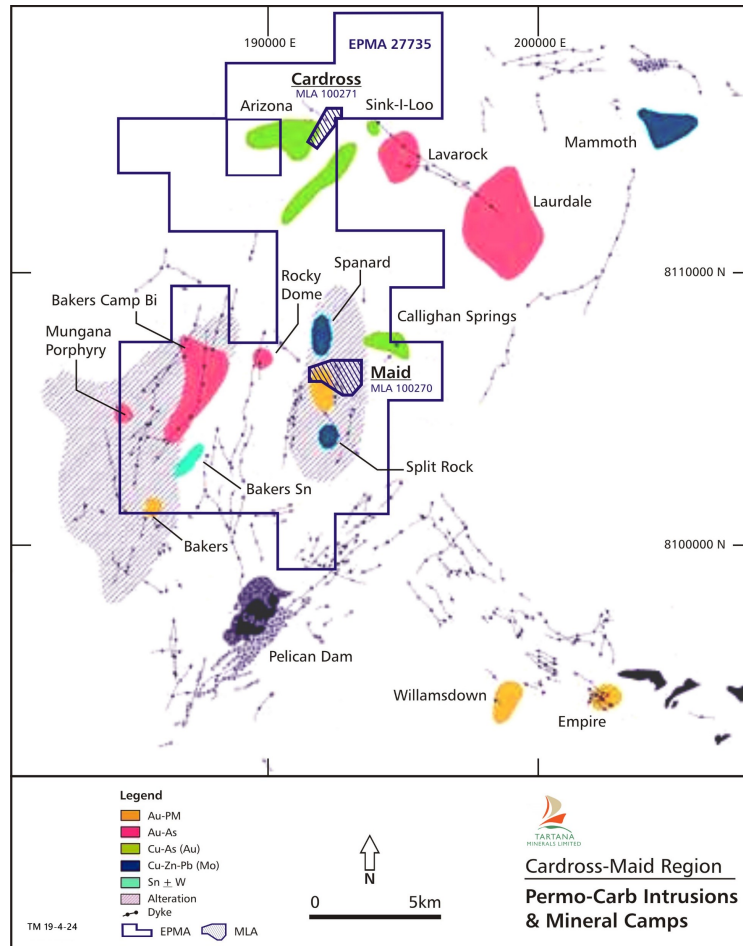 190000 E
200000 E
EPMA 27735
Cardross
MLA 100271
Arizona
Sink-I-Loo
Mammoth
Lavarock
Laurdale
Spanard
8110000 N
Rocky
Dome
Bakers Camp Bi
Callighan Springs
Mungana
Porphyry
Maid
MLA 100270
Split Rock
Bakers Sn
Bakers
8100000 N
Pelican Dam
Willamsdown
Empire
Legend
Au-PM
Au-As
Cu-As (Au)
Cu-Zn-Pb (Mo)
Sn ± W
Alteration
Dyke
EPMA
MLA
TM 19-4-24
N
0
5km
TARTANA
MINERALS LIMITED
Cardross-Maid Region
Permo-Carb Intrusions
& Mineral Camps